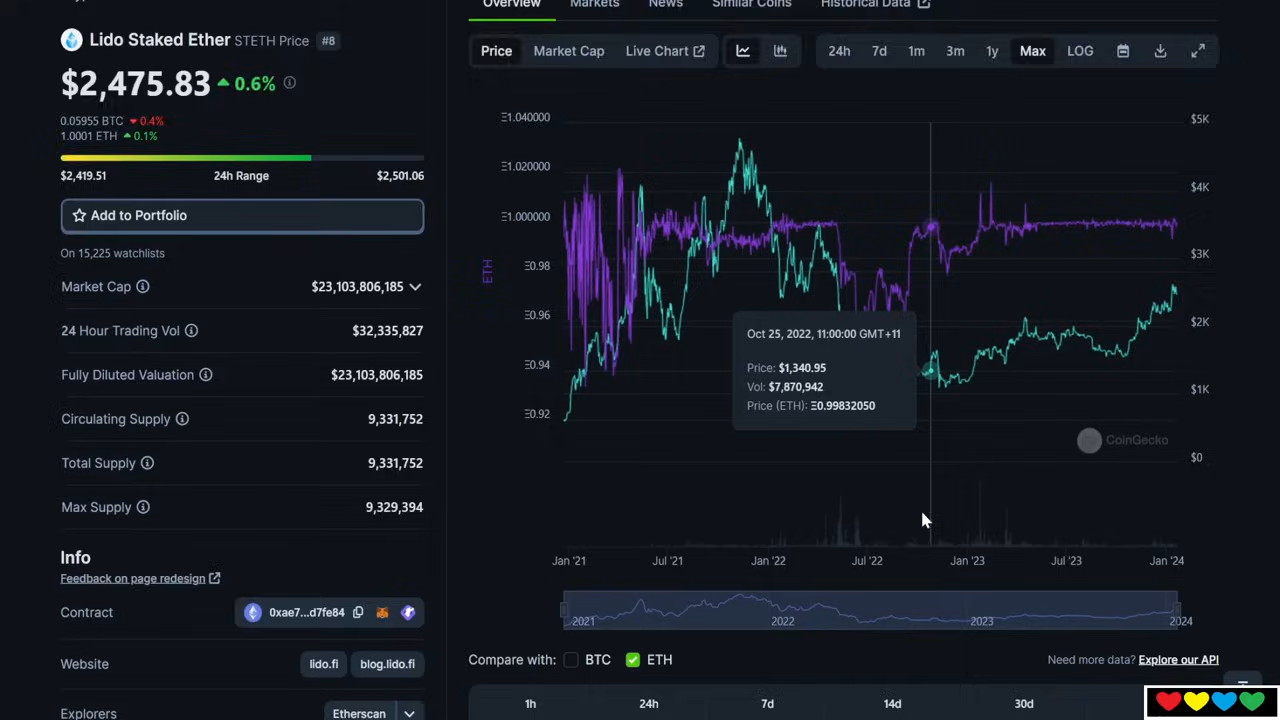 Overview Markets News Similar Coins Historical Data
Lido Staked Ether STETH Price #8
$2,475.83 0.6%
0.05955 BTC 0.4%
1.0001 ETH 0.1%
$2,419.51 24h Range $2,501.06
Add to Portfolio
On 15,225 watchlists
Market Cap $23,103,806,185
24 Hour Trading Vol $32,335,827
Fully Diluted Valuation $23,103,806,185
Circulating Supply 9,331,752
Total Supply 9,331,752
Max Supply 9,329,394
Info
Feedback on page redesign
Contract 0xae7...d7fe84
Website lido.fi blog.lido.fi
Explorers Etherscan
Price Market Cap Live Chart 24h 7d 1m 3m 1y Max LOG
Ξ1.040000
Ξ1.020000
Ξ1.000000
Ξ0.98
Ξ0.96
Ξ0.94
Ξ0.92
ETH
$5K
$4K
$3K
$2K
$1K
$0
Oct 25, 2022, 11:00:00 GMT+11
Price: $1,340.95
Vol: $7,870,942
Price (ETH): Ξ0.99832050
CoinGecko
Jan '21 Jul '21 Jan '22 Jul '22 Jan '23 Jul '23 Jan '24
2021 2022 2023 2024
Compare with: BTC ETH Need more data? Explore our API
1h 24h 7d 14d 30d